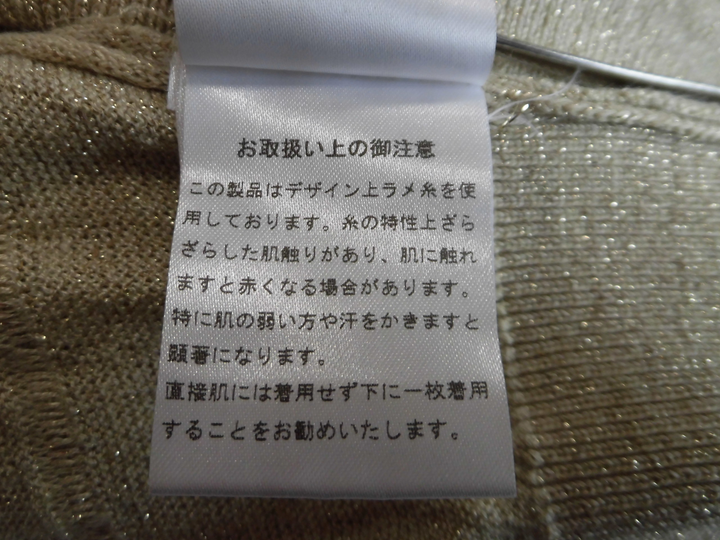 お取扱い上の御注意
この製品はデザイン上ラメ糸を使
用しております。糸の特性上ざら
ざらした肌触りがあり、肌に触れ
ますと赤くなる場合があります。
特に肌の弱い方や汗をかきますと
顕著になります。
直接肌には着用せず下に一枚着用
することをお勧めいたします。